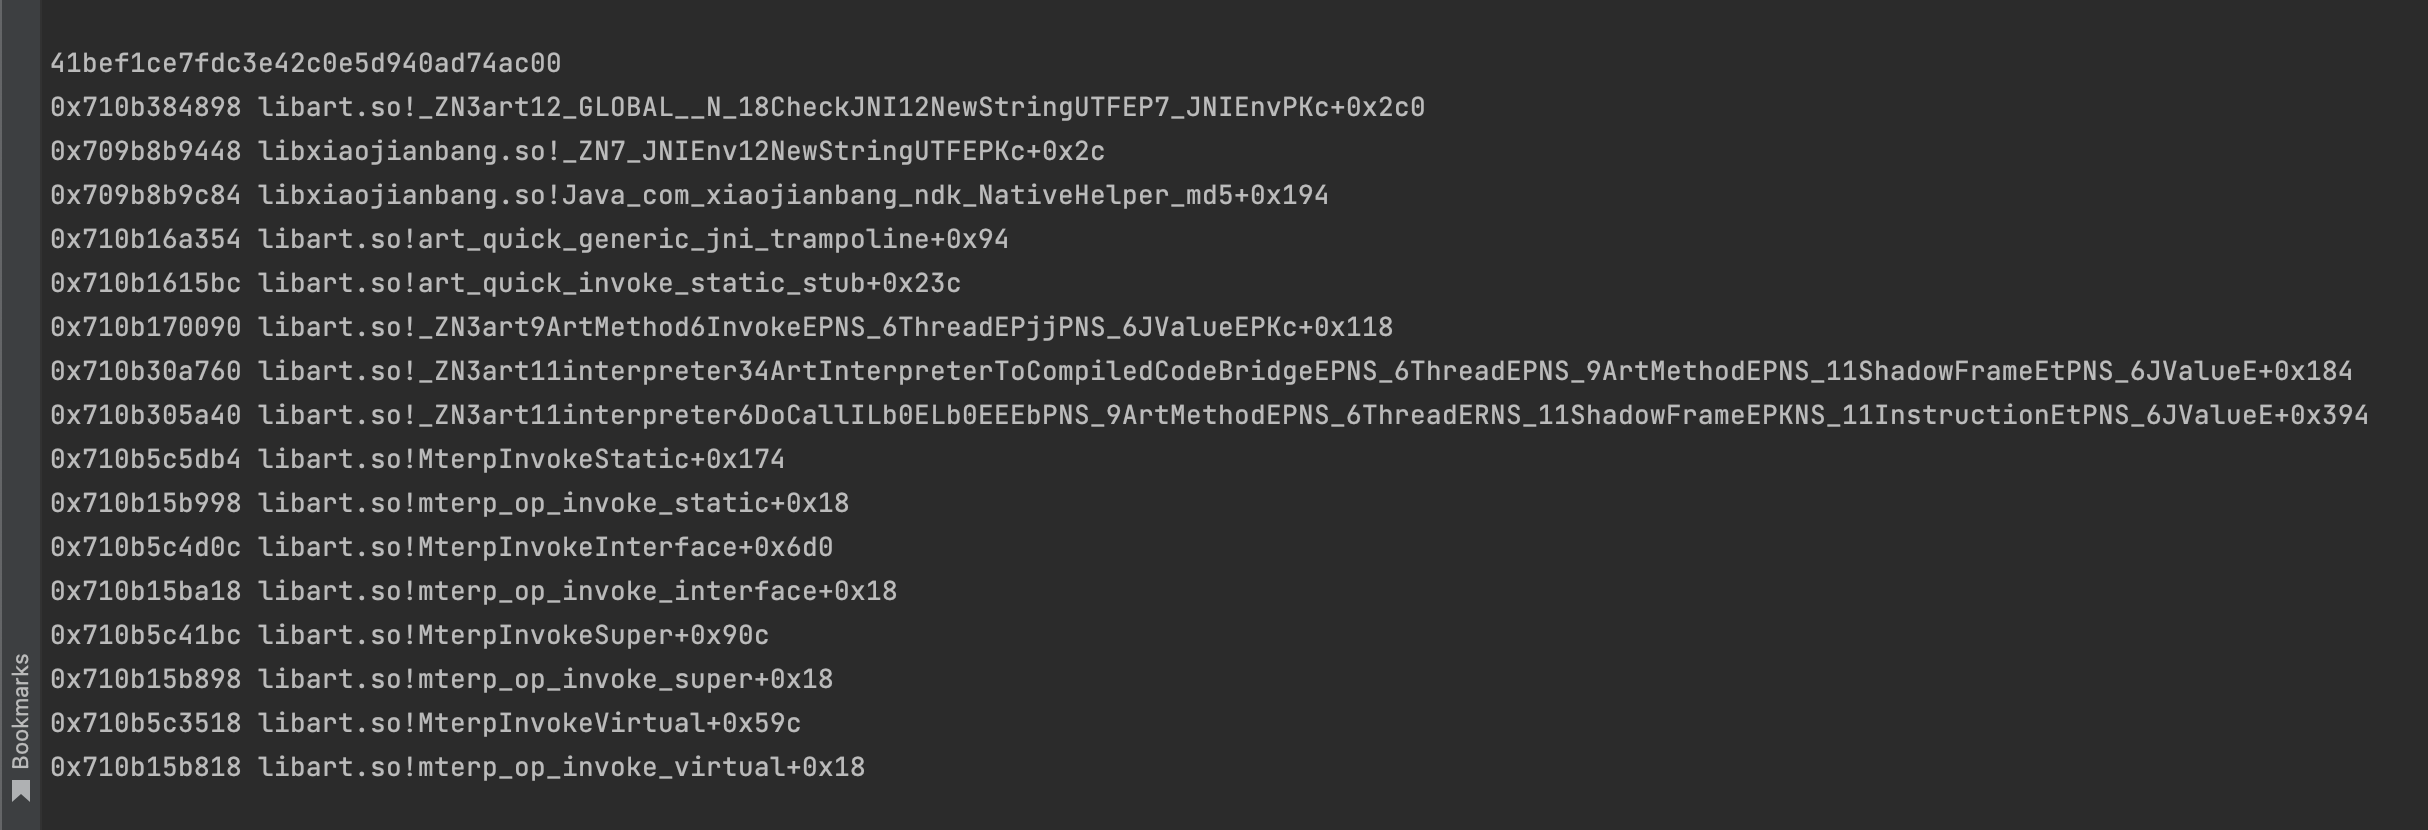 41bef1ce7fdc3e42c0e5d940ad74ac00
0x710b384898 libart.so!_ZN3art12_GLOBAL__N_18CheckJNI12NewStringUTFEP7_JNIEnvPKc+0x2c0
0x709b8b9448 libxiaojianbang.so!_ZN7_JNIEnv12NewStringUTFEPKc+0x2c
0x709b8b9c84 libxiaojianbang.so!Java_com_xiaojianbang_ndk_NativeHelper_md5+0x194
0x710b16a354 libart.so!art_quick_generic_jni_trampoline+0x94
0x710b1615bc libart.so!art_quick_invoke_static_stub+0x23c
0x710b170090 libart.so!_ZN3art9ArtMethod6InvokeEPNS_6ThreadEPjjPNS_6JValueEPKc+0x118
0x710b30a760 libart.so!_ZN3art11interpreter34ArtInterpreterToCompiledCodeBridgeEPNS_6ThreadEPNS_9ArtMethodEPNS_11ShadowFrameEtPNS_6JValueE+0x184
0x710b305a40 libart.so!_ZN3art11interpreter6DoCallILb0ELb0EEEbPNS_9ArtMethodEPNS_6ThreadERNS_11ShadowFrameEPKNS_11InstructionEtPNS_6JValueE+0x394
0x710b5c5db4 libart.so!MterpInvokeStatic+0x174
0x710b15b998 libart.so!mterp_op_invoke_static+0x18
0x710b5c4d0c libart.so!MterpInvokeInterface+0x6d0
0x710b15ba18 libart.so!mterp_op_invoke_interface+0x18
0x710b5c41bc libart.so!MterpInvokeSuper+0x90c
0x710b15b898 libart.so!mterp_op_invoke_super+0x18
0x710b5c3518 libart.so!MterpInvokeVirtual+0x59c
0x710b15b818 libart.so!mterp_op_invoke_virtual+0x18
Bookmarks